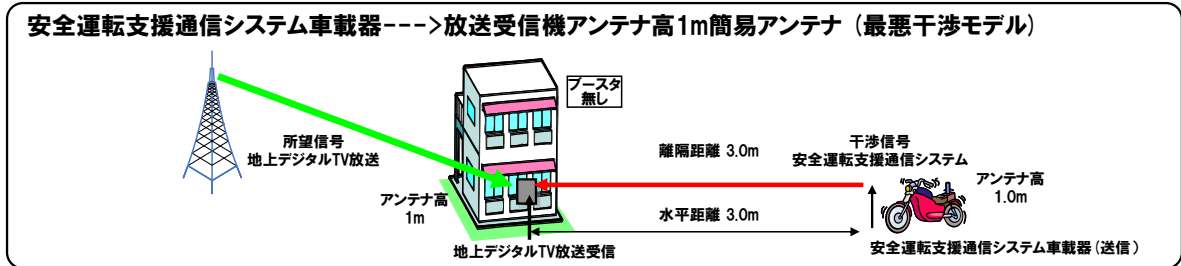 安全運転支援通信システム車載器--->放送受信機アンテナ高1m簡易アンテナ (最悪干渉モデル)
ブースタ
無し
所望信号
地上デジタルTV放送
離隔距離 3.0m
干渉信号
安全運転支援通信システム
アンテナ高
1m
アンテナ高
1.0m
水平距離 3.0m
地上デジタルTV放送受信
安全運転支援通信システム車載器(送信)